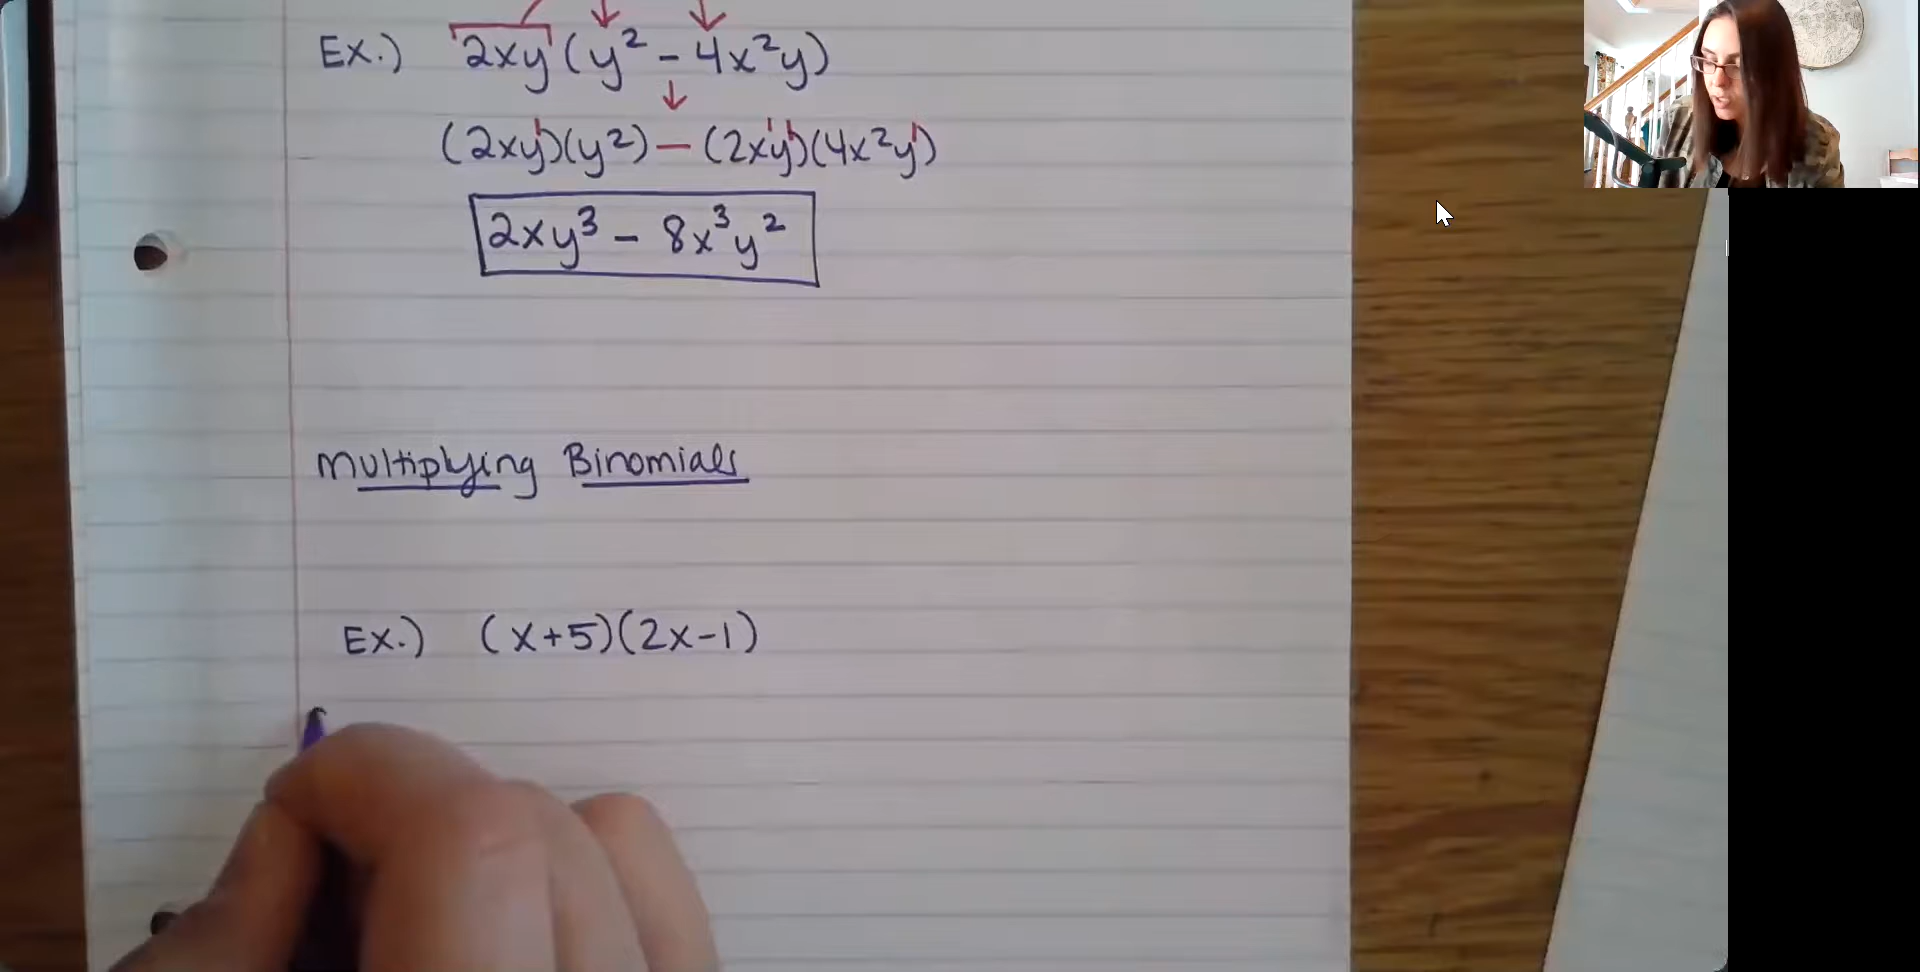 Ex.) 2xy(y² - 4x²y)
(2xy)(y²) - (2xy)(4x²y)
2xy³ - 8x³y²
Multiplying Binomials
Ex.) (x+5)(2x-1)